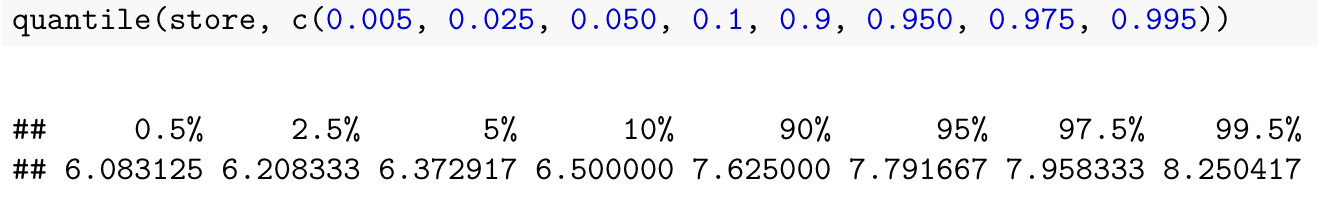 quantile(store, c(0.005, 0.025, 0.050, 0.1, 0.9, 0.950, 0.975, 0.995))
## 0.5% 2.5% 5% 10% 90% 95% 97.5% 99.5%
## 6.083125 6.208333 6.372917 6.500000 7.625000 7.791667 7.958333 8.250417